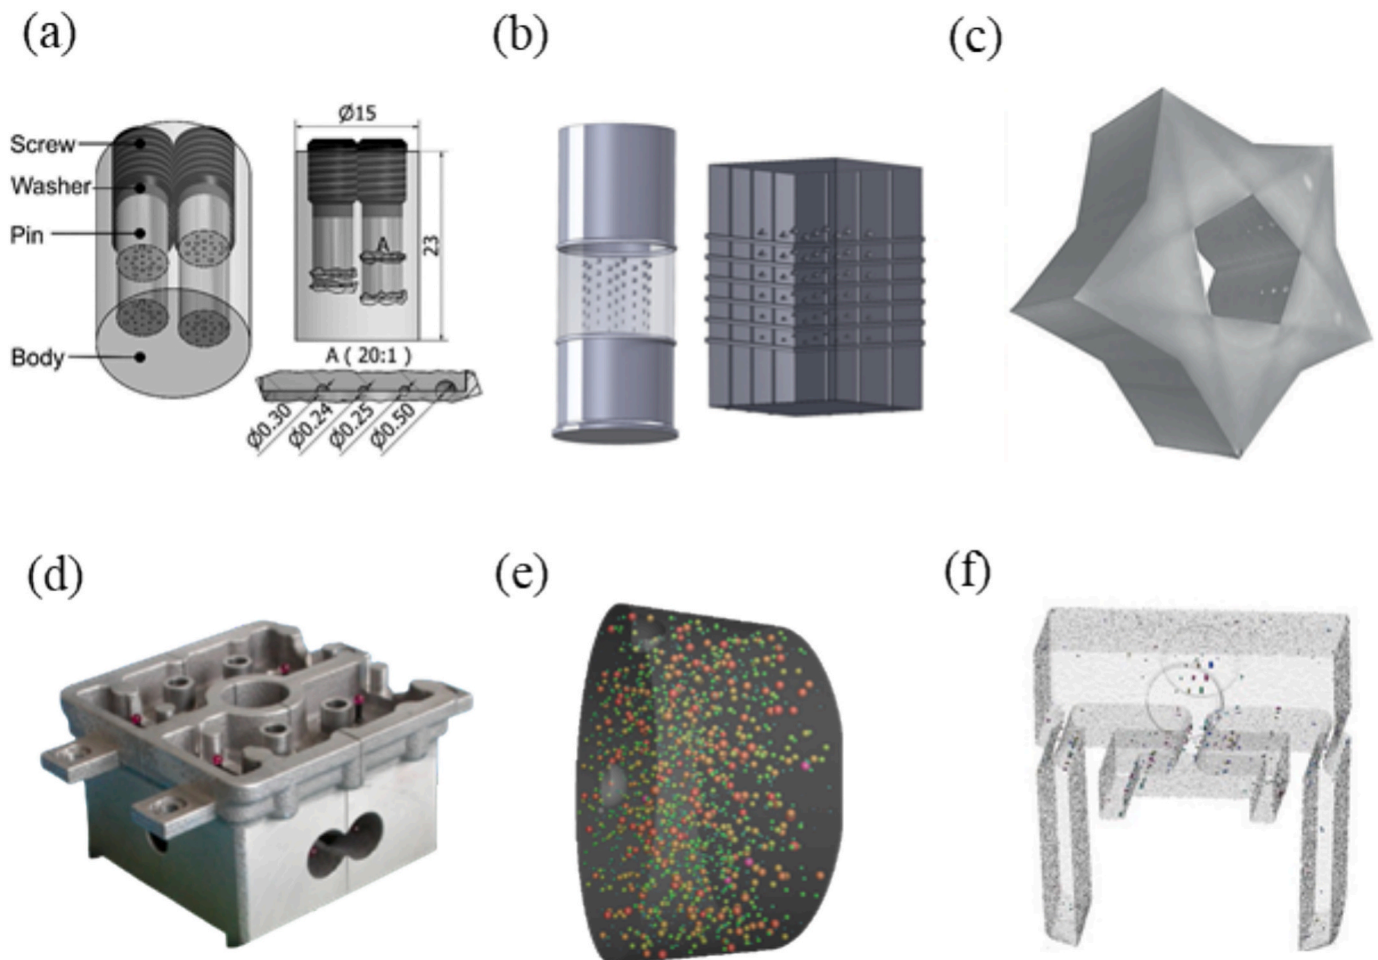 (a)
(b)
(c)
Screw
Washer
Pin
Body
Ø15
A
23
A ( 20:1 )
Ø0.30
Ø0.24
Ø0.25
Ø0.50
(d)
(e)
(f)